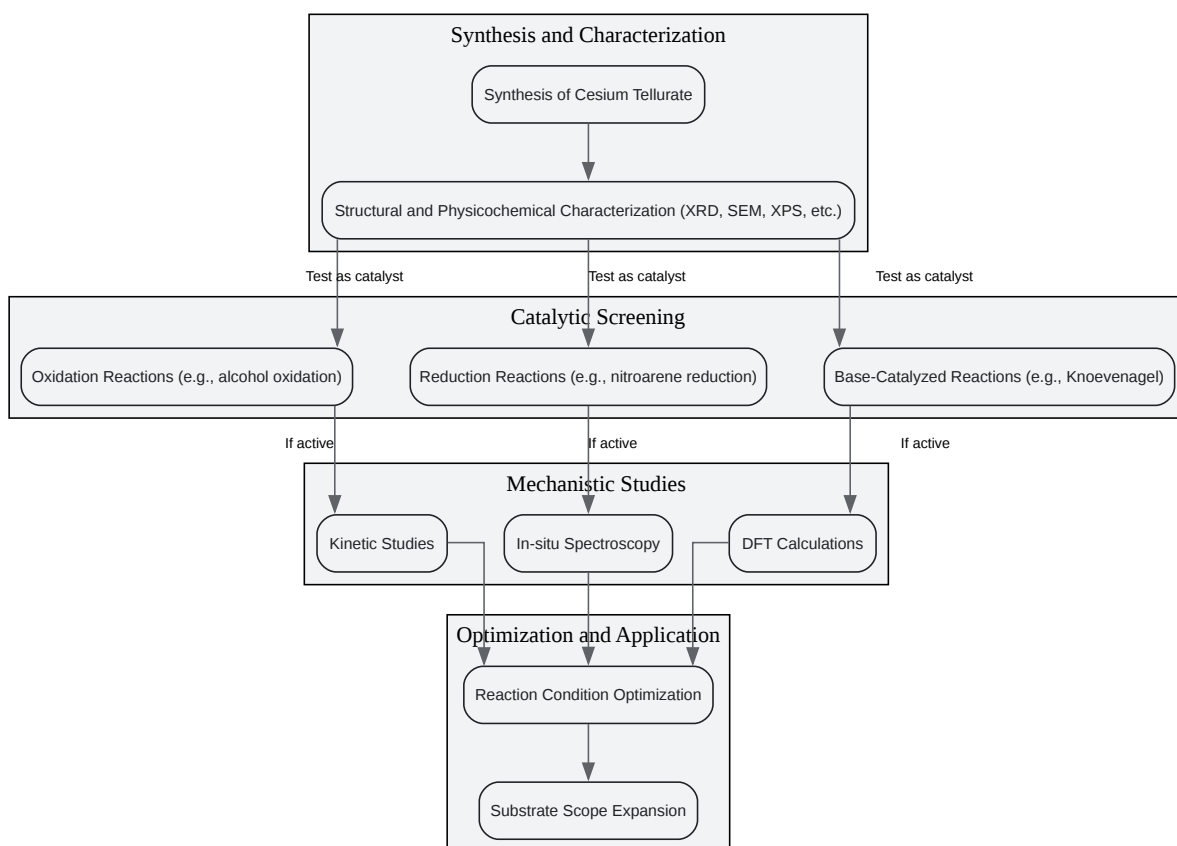 Synthesis and Characterization
Synthesis of Cesium Tellurate
Structural and Physicochemical Characterization (XRD, SEM, XPS, etc.)
Test as catalyst
Test as catalyst
Test as catalyst
Catalytic Screening
Oxidation Reactions (e.g., alcohol oxidation)
Reduction Reactions (e.g., nitroarene reduction)
Base-Catalyzed Reactions (e.g., Knoevenagel)
If active
If active
If active
Mechanistic Studies
Kinetic Studies
In-situ Spectroscopy
DFT Calculations
Optimization and Application
Reaction Condition Optimization
Substrate Scope Expansion